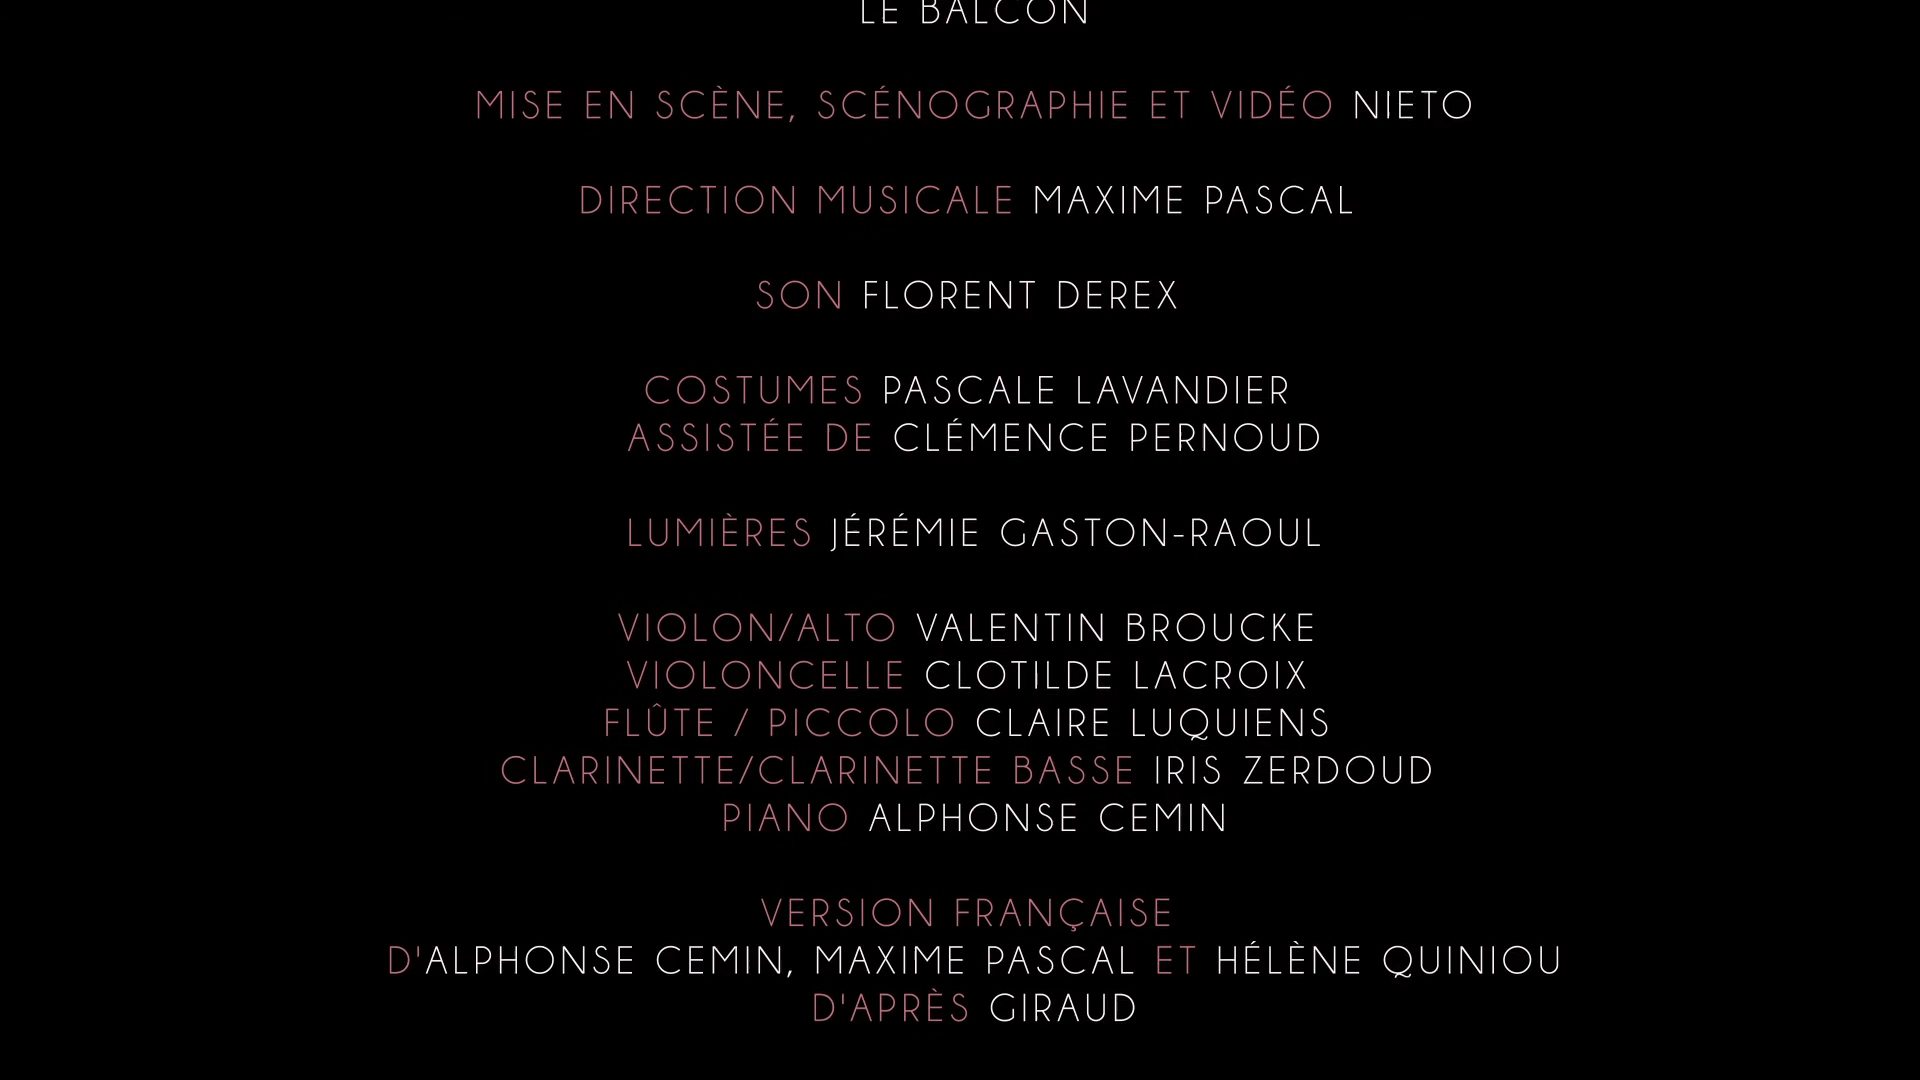 LE BALCON
MISE EN SCÈNE, SCÉNOGRAPHIE ET VIDÉO NIETO
DIRECTION MUSICALE MAXIME PASCAL
SON FLORENT DEREX
COSTUMES PASCALE LAVANDIER
ASSISTÉE DE CLÉMENCE PERNOUD
LUMIÈRES JÉRÉMIE GASTON-RAOUL
VIOLON/ALTO VALENTIN BROUCKE
VIOLONCELLE CLOTILDE LACROIX
FLÛTE / PICCOLO CLAIRE LUQUIENS
CLARINETTE/CLARINETTE BASSE IRIS ZERDOUD
PIANO ALPHONSE CEMIN
VERSION FRANÇAISE
D'ALPHONSE CEMIN, MAXIME PASCAL ET HÉLÈNE QUINIOU
D'APRÈS GIRAUD